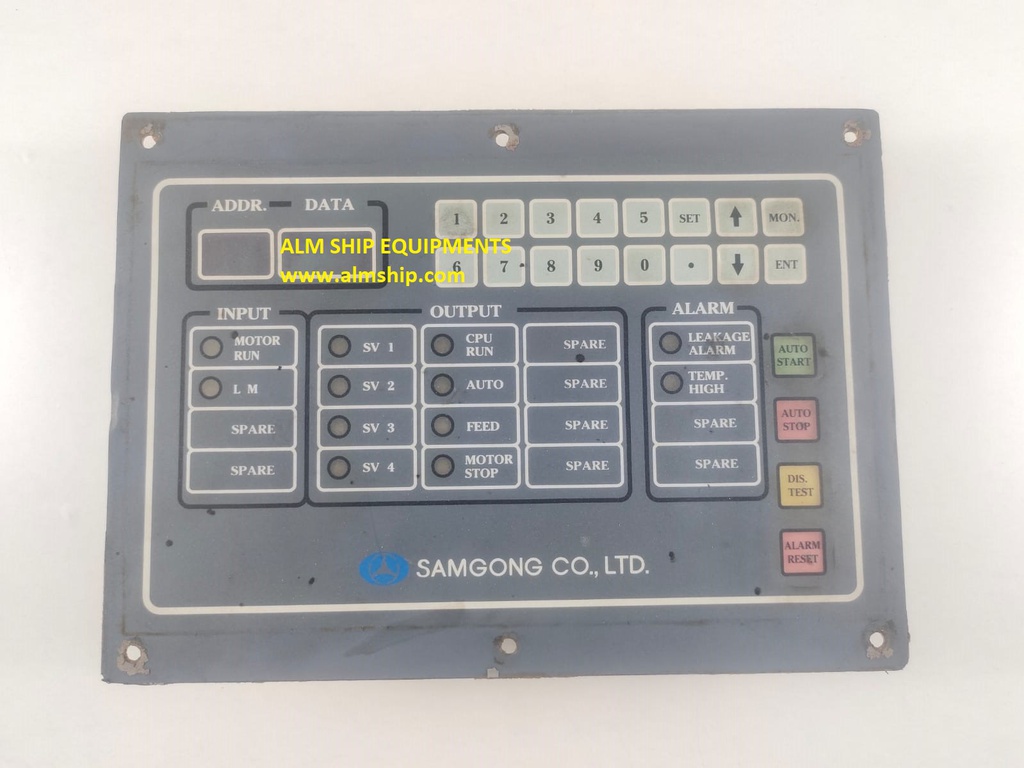 ADDR. DATA
ALM SHIP EQUIPMENTS
www.almship.com
1 2 3 4 5 SET ↑ MON.
6 7 8 9 0 . ↓ ENT
INPUT
MOTOR
RUN
L M
SPARE
SPARE
OUTPUT
SV 1
SV 2
SV 3
SV 4
CPU
RUN
AUTO
FEED
MOTOR
STOP
SPARE
SPARE
SPARE
SPARE
ALARM
LEAKAGE
ALARM
TEMP.
HIGH
SPARE
SPARE
AUTO
START
AUTO
STOP
DIS.
TEST
ALARM
RESET
SAMGONG CO., LTD.